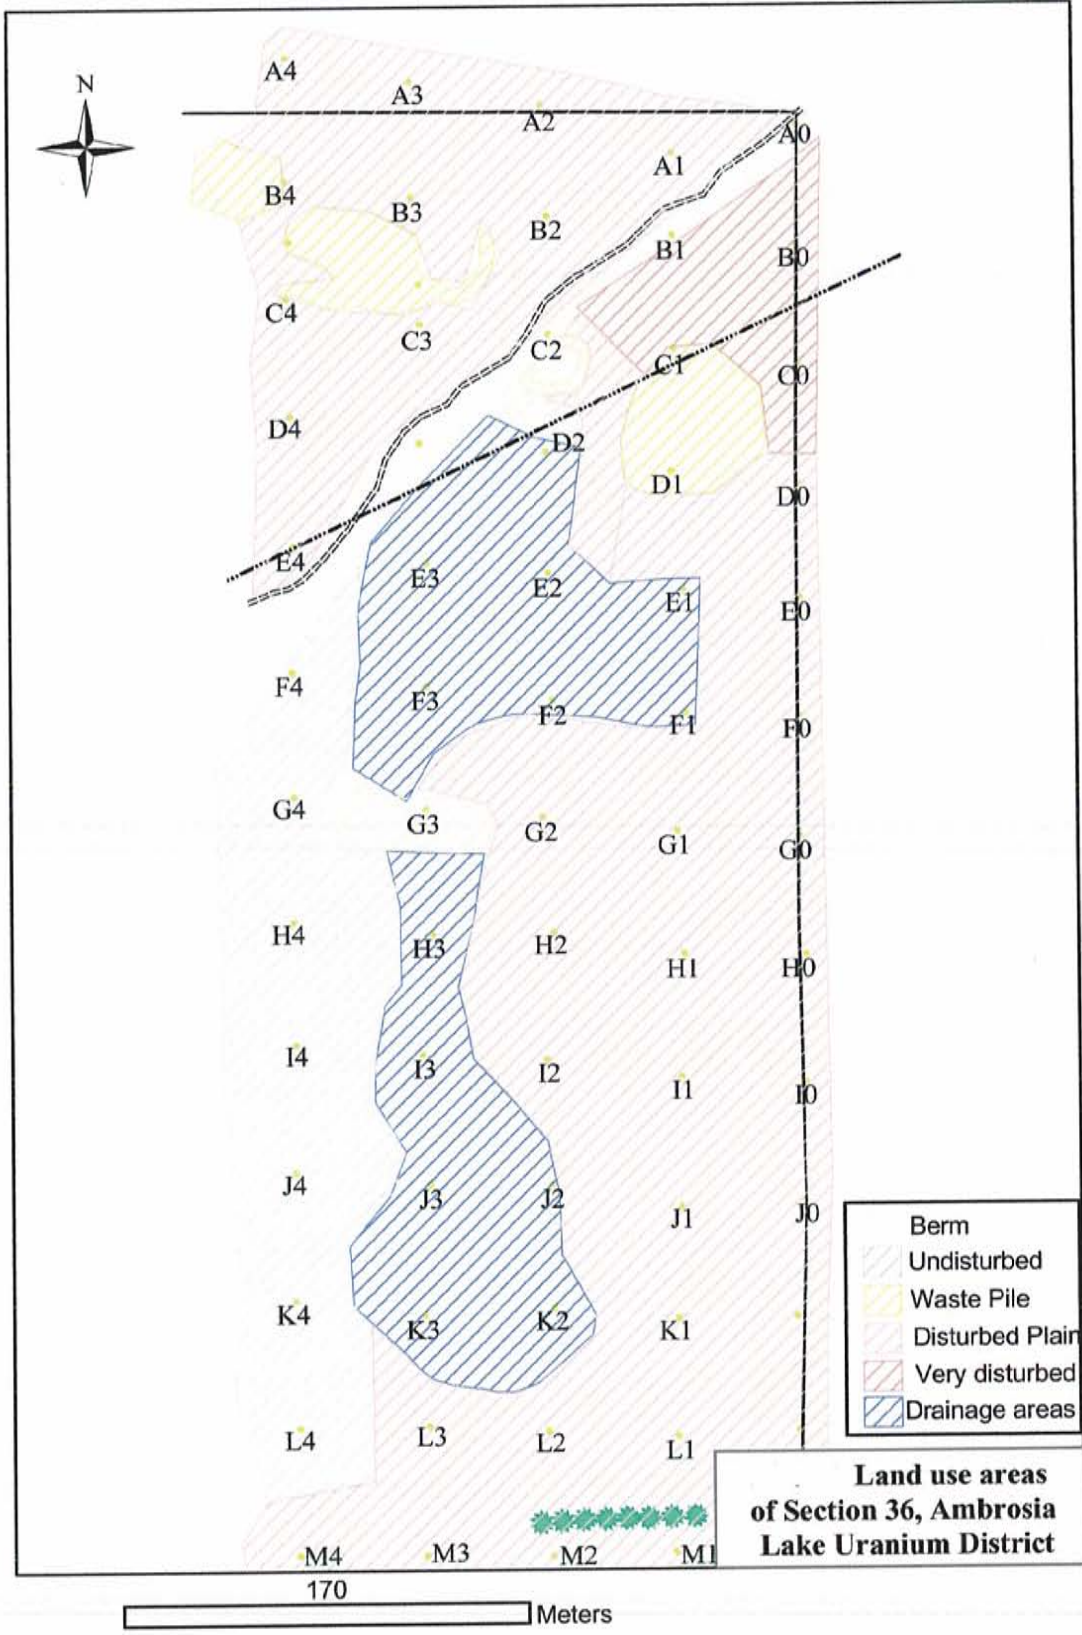 N
A4
A3
A2
A0
A1
B4
B3
B2
B1
B0
C4
C3
C2
C1
C0
D4
D2
D1
D0
E4
E3
E2
E1
E0
F4
F3
F2
F1
F0
G4
G3
G2
G1
G0
H4
H3
H2
H1
H0
I4
I3
I2
I1
I0
J4
J3
J2
J1
J0
K4
K3
K2
K1
L4
L3
L2
L1
M4
M3
M2
M1
Berm
Undisturbed
Waste Pile
Disturbed Plain
Very disturbed
Drainage areas
Land use areas
of Section 36, Ambrosia
Lake Uranium District
170
Meters